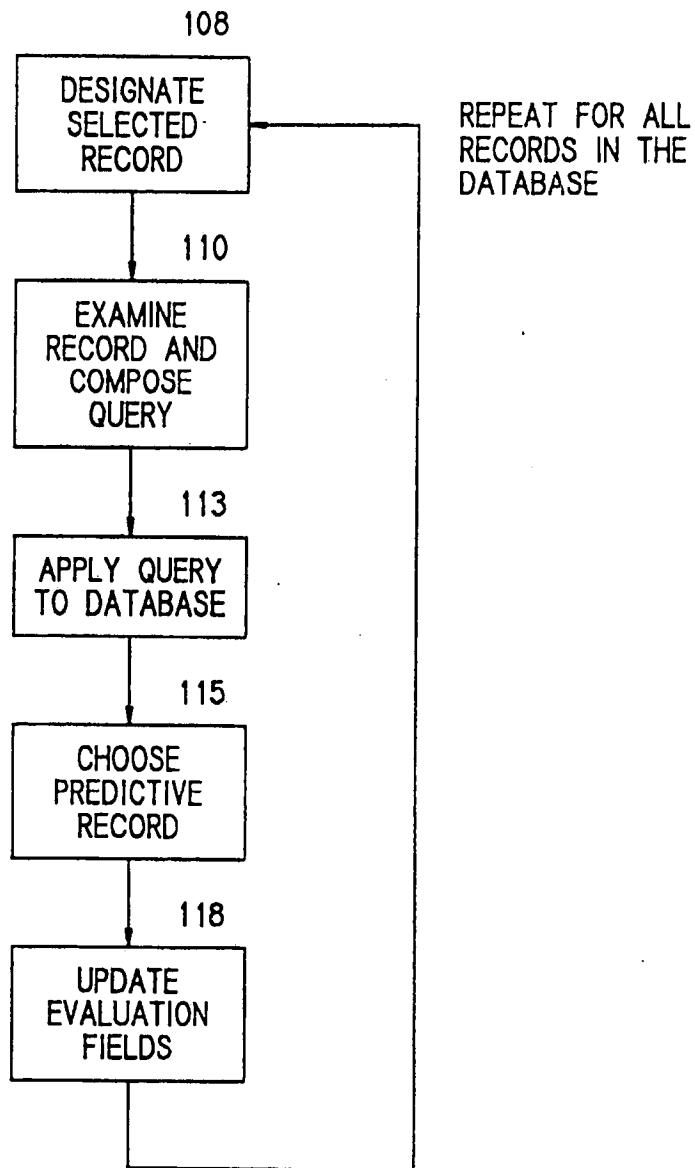 108
DESIGNATE
SELECTED
RECORD
REPEAT FOR ALL
RECORDS IN THE
DATABASE
110
EXAMINE
RECORD AND
COMPOSE
QUERY
113
APPLY QUERY
TO DATABASE
115
CHOOSE
PREDICTIVE
RECORD
118
UPDATE
EVALUATION
FIELDS